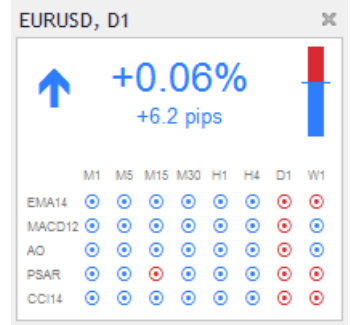 EURUSD, D1
+0.06%
+6.2 pips
M1 M5 M15 M30 H1 H4 D1 W1
EMA14
MACD12
AO
PSAR
CCI14